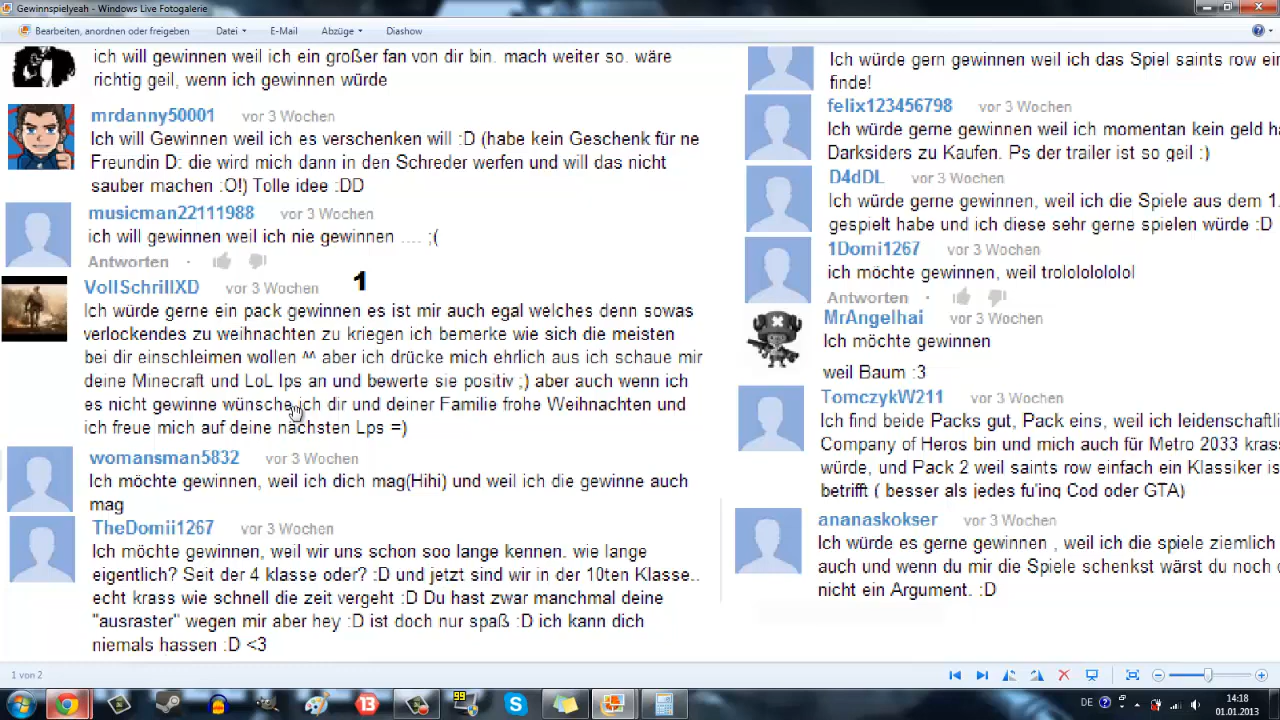 Gewinnspielyeah - Windows Live Fotogalerie
Bearbeiten, anordnen oder freigeben Datei E-Mail Abzüge Diashow
ich will gewinnen weil ich ein großer fan von dir bin. mach weiter so. wäre
richtig geil, wenn ich gewinnen würde
mrdanny50001 vor 3 Wochen
Ich will Gewinnen weil ich es verschenken will :D (habe kein Geschenk für ne
Freundin D: die wird mich dann in den Schreder werfen und will das nicht
sauber machen :O!) Tolle idee :DD
musicman22111988 vor 3 Wochen
ich will gewinnen weil ich nie gewinnen .... ;(
Antworten ·
VollSchrillXD vor 3 Wochen 1
Ich würde gerne ein pack gewinnen es ist mir auch egal welches denn sowas
verlockendes zu weihnachten zu kriegen ich bemerke wie sich die meisten
bei dir einschleimen wollen ^^ aber ich drücke mich ehrlich aus ich schaue mir
deine Minecraft und LoL lps an und bewerte sie positiv ;) aber auch wenn ich
es nicht gewinne wünsche ich dir und deiner Familie frohe Weihnachten und
ich freue mich auf deine nächsten Lps =)
womansman5832 vor 3 Wochen
Ich möchte gewinnen, weil ich dich mag(Hihi) und weil ich die gewinne auch
mag
TheDomii1267 vor 3 Wochen
Ich möchte gewinnen, weil wir uns schon soo lange kennen. wie lange
eigentlich? Seit der 4 klasse oder? :D und jetzt sind wir in der 10ten Klasse..
echt krass wie schnell die zeit vergeht :D Du hast zwar manchmal deine
"ausraster" wegen mir aber hey :D ist doch nur spaß :D ich kann dich
niemals hassen :D <3
Ich würde gern gewinnen weil ich das Spiel saints row ein
finde!
felix123456798 vor 3 Wochen
Ich würde gerne gewinnen weil ich momentan kein geld ha
Darksiders zu Kaufen. Ps der trailer ist so geil :)
D4dDL vor 3 Wochen
Ich würde gerne gewinnen, weil ich die Spiele aus dem 1.
gespielt habe und ich diese sehr gerne spielen würde :D
1Domi1267 vor 3 Wochen
ich möchte gewinnen, weil trolololololol
Antworten ·
MrAngelhai vor 3 Wochen
Ich möchte gewinnen
weil Baum :3
TomczykW211 vor 3 Wochen
Ich find beide Packs gut, Pack eins, weil ich leidenschaftli
Company of Heros bin und mich auch für Metro 2033 krass
würde, und Pack 2 weil saints row einfach ein Klassiker is
betrifft ( besser als jedes fu'ing Cod oder GTA)
ananaskokser vor 3 Wochen
Ich würde es gerne gewinnen , weil ich die spiele ziemlich
auch und wenn du mir die Spiele schenkst wärst du noch c
nicht ein Argument. :D
1 von 2
99 13 DE 14:18
01.01.2013